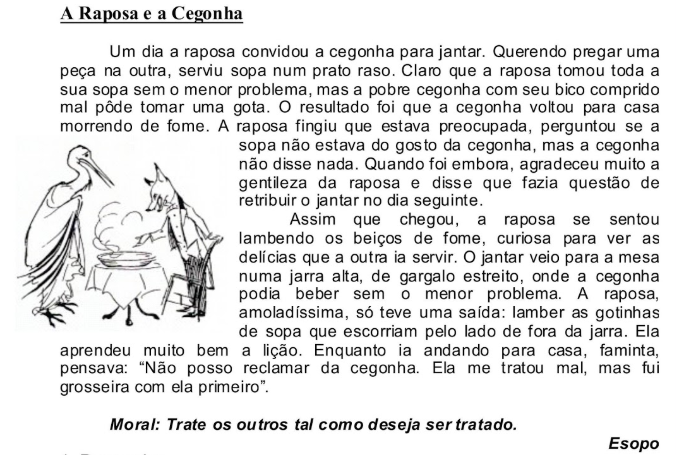 A Raposa e a Cegonha
Um dia a raposa convidou a cegonha para jantar. Querendo pregar uma
peça na outra, serviu sopa num prato raso. Claro que a raposa tomou toda a
sua sopa sem o menor problema, mas a pobre cegonha com seu bico comprido
mal pôde tomar uma gota. O resultado foi que a cegonha voltou para casa
morrendo de fome. A raposa fingiu que estava preocupada, perguntou se a
sopa não estava do gosto da cegonha, mas a cegonha
não disse nada. Quando foi embora, agradeceu muito a
gentileza da raposa e disse que fazia questão de
retribuir o jantar no dia seguinte.
Assim que chegou, a raposa se sentou
lambendo os beiços de fome, curiosa para ver as
delícias que a outra ia servir. O jantar veio para a mesa
numa jarra alta, de gargalo estreito, onde a cegonha
podia beber sem o menor problema. A raposa,
amoladíssima, só teve uma saída: lamber as gotinhas
de sopa que escorriam pelo lado de fora da jarra. Ela
aprendeu muito bem a lição. Enquanto ia andando para casa, faminta,
pensava: “Não posso reclamar da cegonha. Ela me tratou mal, mas fui
grosseira com ela primeiro”.
Moral: Trate os outros tal como deseja ser tratado.
Esopo